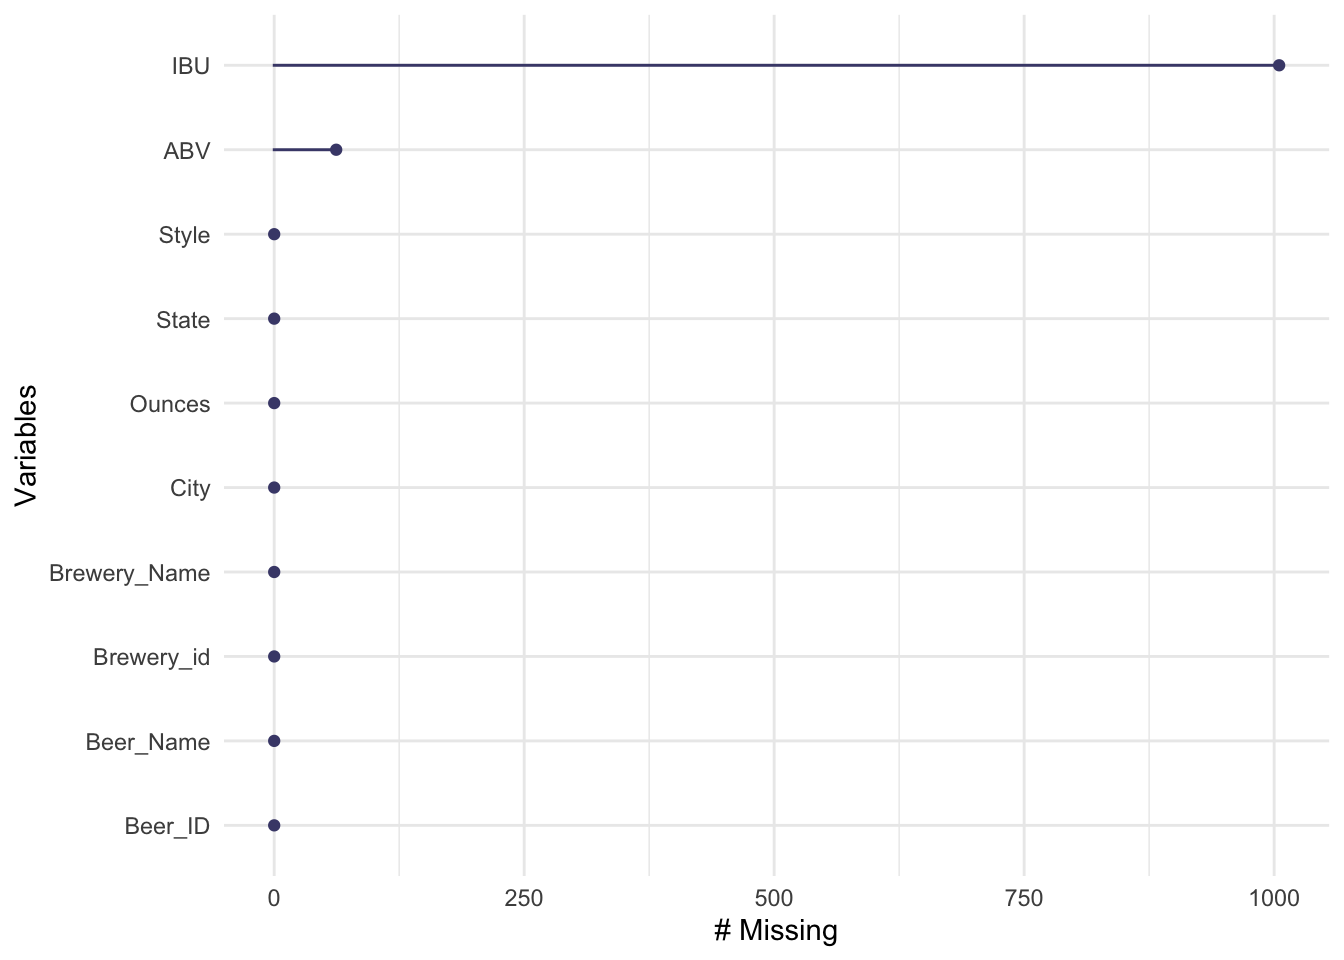 IBU
ABV
Style
State
Ounces
City
Brewery_Name
Brewery_id
Beer_Name
Beer_ID
Variables
0 250 500 750 1000
# Missing